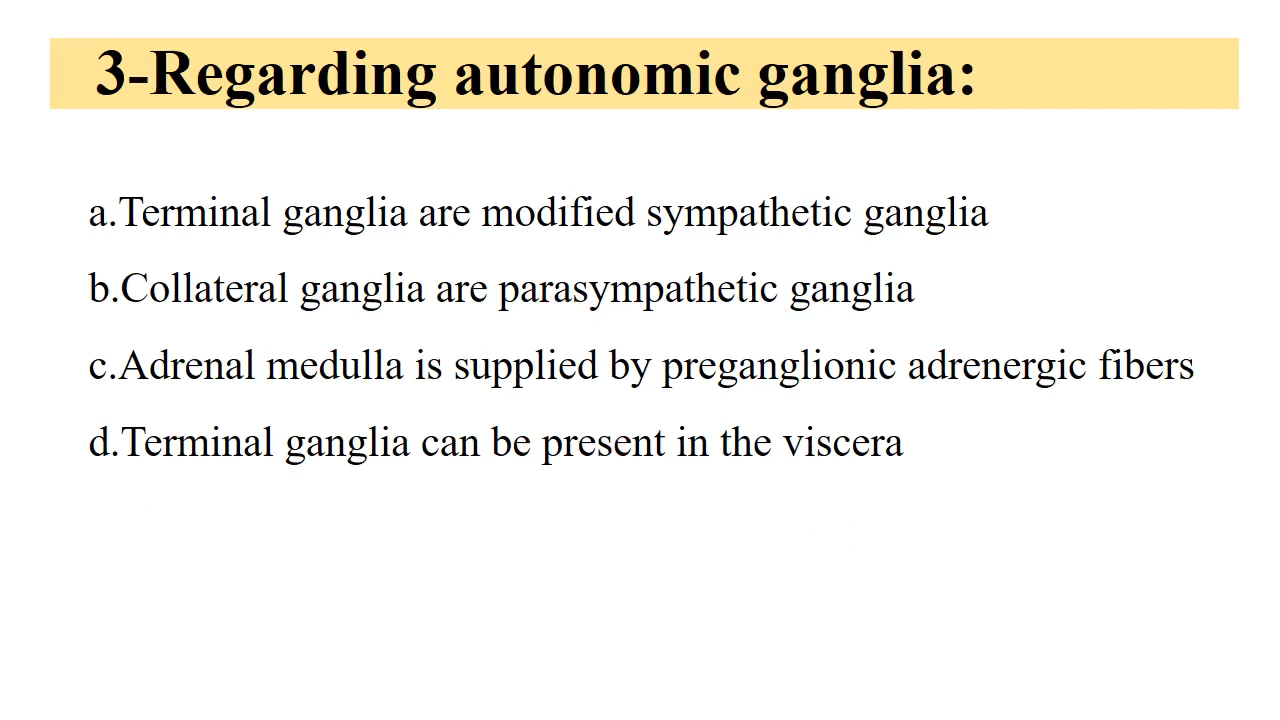 3-Regarding autonomic ganglia:
a.Terminal ganglia are modified sympathetic ganglia
b.Collateral ganglia are parasympathetic ganglia
c.Adrenal medulla is supplied by preganglionic adrenergic fibers
d.Terminal ganglia can be present in the viscera